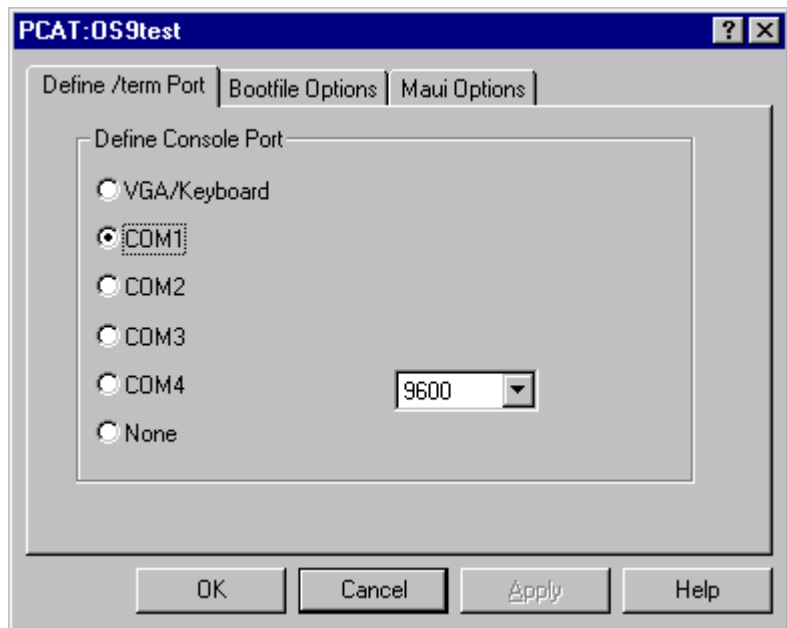 PCAT:OS9test
Define /term Port Bootfile Options Maui Options
Define Console Port
VGA/Keyboard
COM1
COM2
COM3
COM4 9600
None
OK Cancel Apply Help